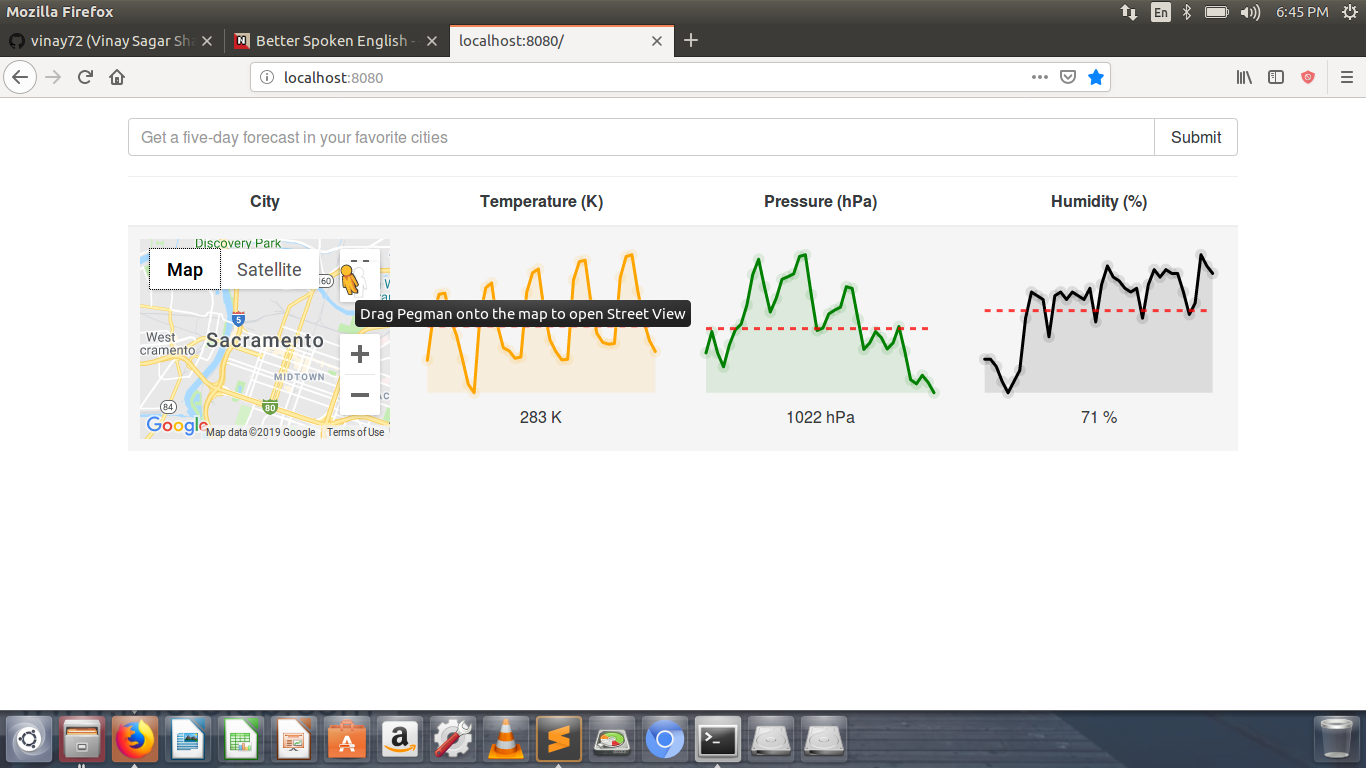 Mozilla Firefox
En
6:45 PM
vinay72 (Vinay Sagar Sha
Better Spoken English -
localhost:8080/
localhost:8080
Get a five-day forecast in your favorite cities
Submit
City
Temperature (K)
Pressure (hPa)
Humidity (%)
Discovery Park
Map
Satellite
60
Drag Pegman onto the map to open Street View
5
West
cramento
Sacramento
MIDTOWN
84
80
Google
Map data ©2019 Google
Terms of Use
283 K
1022 hPa
71 %